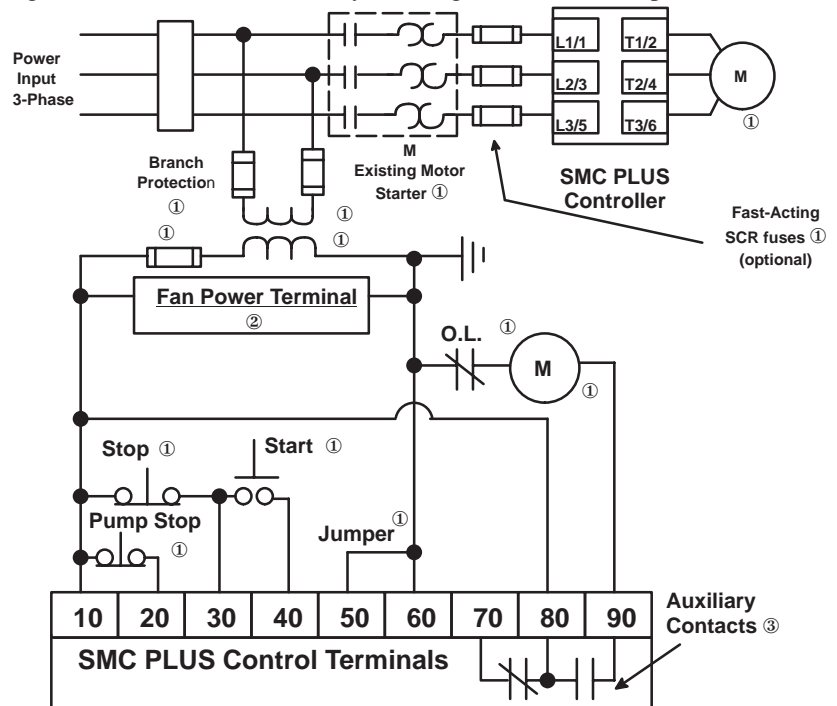 Power
Input
3-Phase
L1/1
T1/2
L2/3
T2/4
L3/5
T3/6
M
①
M
Existing Motor
Starter ①
SMC PLUS
Controller
Fast-Acting
SCR fuses ①
(optional)
Branch
Protection
①
①
①
①
Fan Power Terminal
②
O.L. ①
M
①
Stop ①
Start ①
Pump Stop
①
Jumper ①
10 20 30 40 50 60 70 80 90
Auxiliary
Contacts ③
SMC PLUS Control Terminals